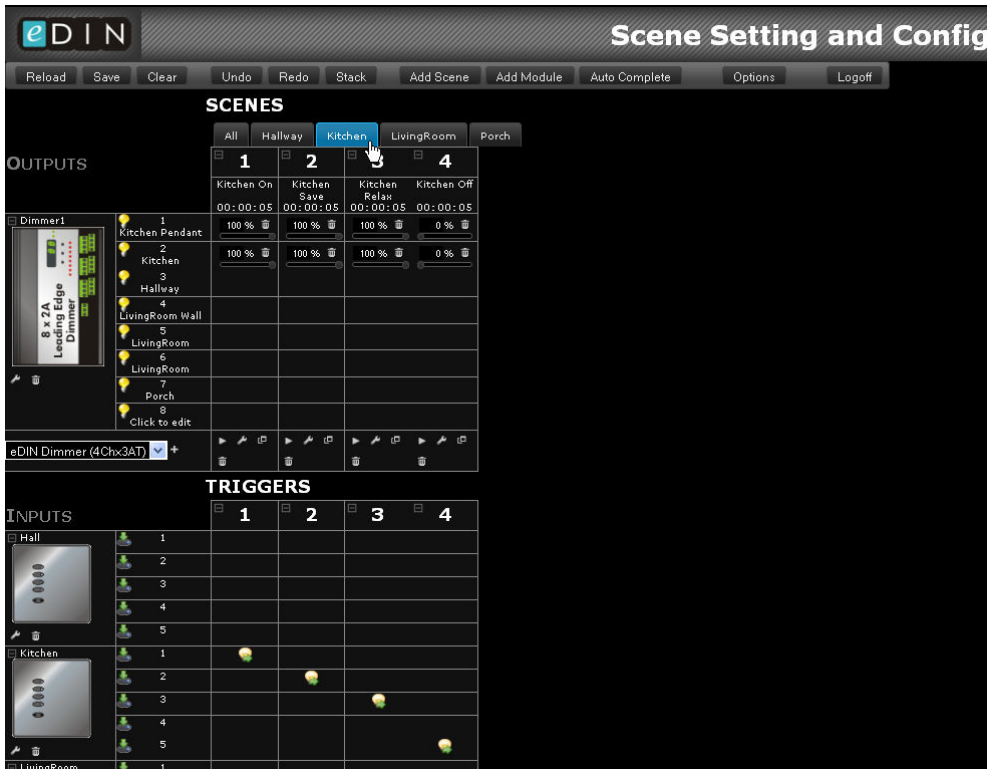 eDIN
Scene Setting and Config
Reload Save Clear Undo Redo Stack Add Scene Add Module Auto Complete Options Logoff
SCENES
All Hallway Kitchen LivingRoom Porch
OUTPUTS
1 2 3 4
Kitchen On Kitchen Save Kitchen Relax Kitchen Off
00:00:05 00:00:05 00:00:05 00:00:05
Dimmer1
8 x 2A
Leading Edge
Dimmer
1
Kitchen Pendant
100 % 100 % 100 % 0 %
2
Kitchen
100 % 100 % 100 % 0 %
3
Hallway
4
LivingRoom Wall
5
LivingRoom
6
LivingRoom
7
Porch
8
Click to edit
eDIN Dimmer (4Chx3AT)
TRIGGERS
INPUTS
1 2 3 4
Hall
1
2
3
4
5
Kitchen
1
2
3
4
5
LivingRoom
1